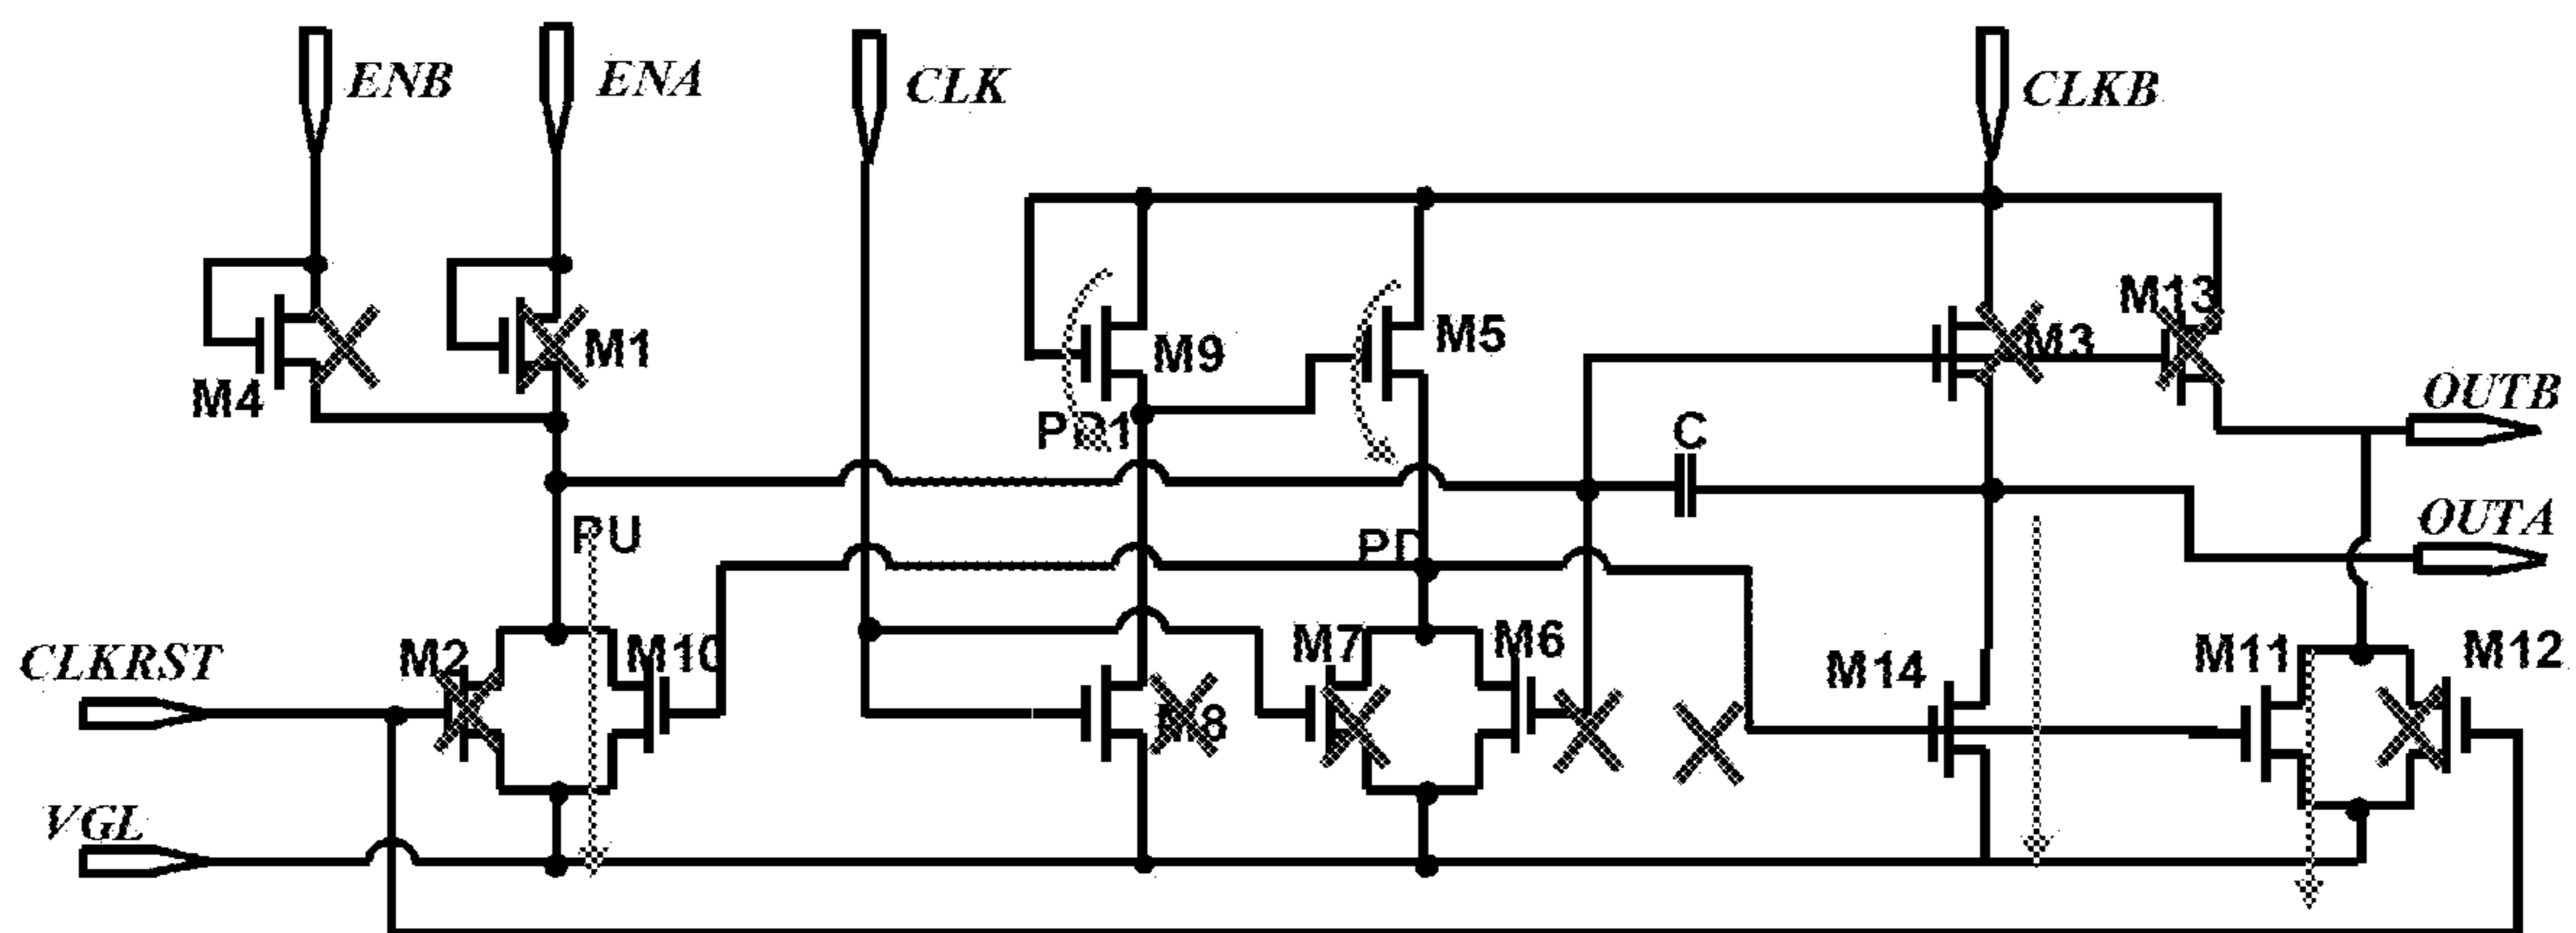 ENB
ENA
CLK
CLKB
M4
M1
M9
M5
M3
M13
OUTB
PD1
C
OUTA
PU
PD
CLKRST
M2
M10
M8
M7
M6
M14
M11
M12
VGL